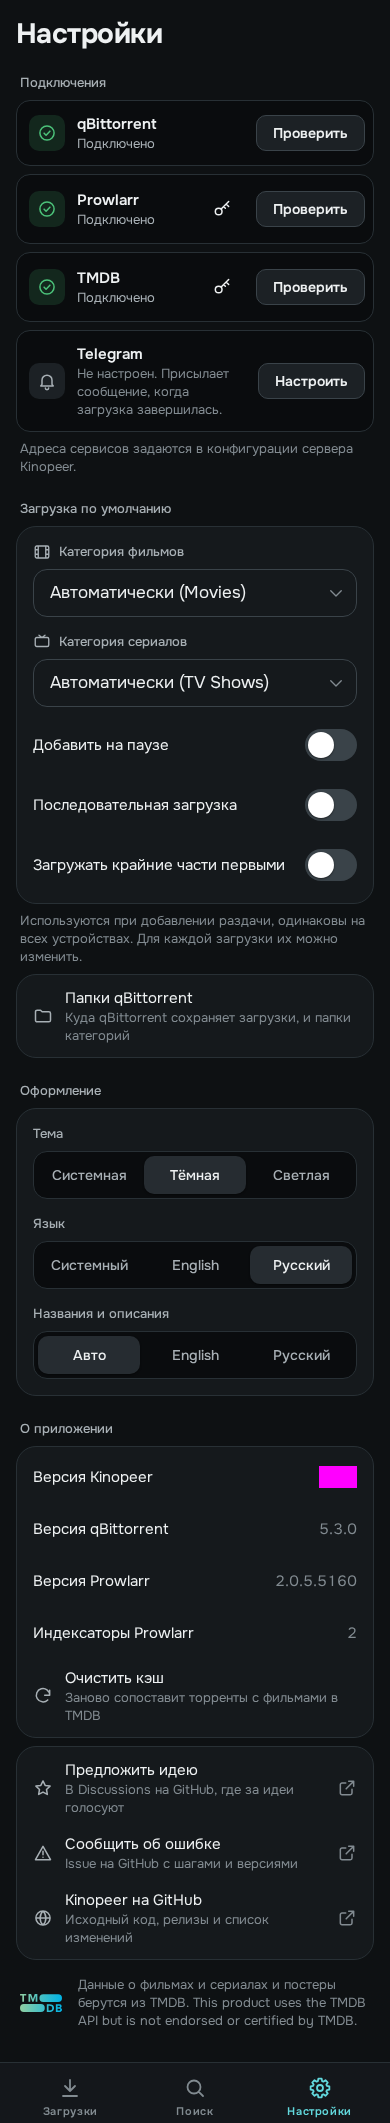 Настройки
Подключения
qBittorrent
Подключено
Проверить
Prowlarr
Подключено
Проверить
TMDB
Подключено
Проверить
Telegram
Не настроен. Присылает
сообщение, когда
загрузка завершилась.
Настроить
Адреса сервисов задаются в конфигурации сервера
Kinopeer.
Загрузка по умолчанию
Категория фильмов
Автоматически (Movies)
Категория сериалов
Автоматически (TV Shows)
Добавить на паузе
Последовательная загрузка
Загружать крайние части первыми
Используются при добавлении раздачи, одинаковы на
всех устройствах. Для каждой загрузки их можно
изменить.
Папки qBittorrent
Куда qBittorrent сохраняет загрузки, и папки
категорий
Оформление
Тема
Системная Тёмная Светлая
Язык
Системный English Русский
Названия и описания
Авто English Русский
О приложении
Версия Kinopeer
Версия qBittorrent 5.3.0
Версия Prowlarr 2.0.5.5160
Индексаторы Prowlarr 2
Очистить кэш
Заново сопоставит торренты с фильмами в
TMDB
Предложить идею
В Discussions на GitHub, где за идеи
голосуют
Сообщить об ошибке
Issue на GitHub с шагами и версиями
Kinopeer на GitHub
Исходный код, релизы и список
изменений
TMDB
Данные о фильмах и сериалах и постеры
берутся из TMDB. This product uses the TMDB
API but is not endorsed or certified by TMDB.
Загрузки Поиск Настройки